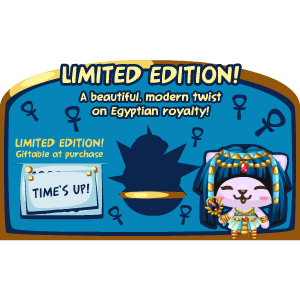 LIMITED EDITION!
A beautiful, modern twist
on Egyptian royalty!
LIMITED EDITION!
Giftable at purchase
TIME'S UP!